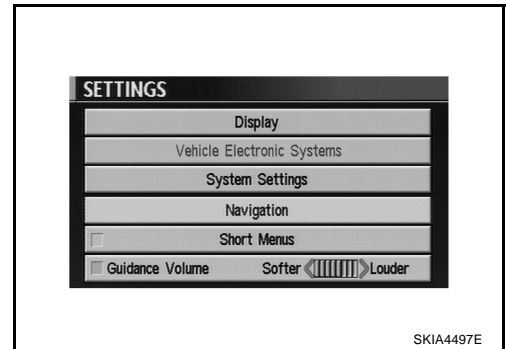 SETTINGS
Display
Vehicle Electronic Systems
System Settings
Navigation
Short Menus
Guidance Volume Softer Louder
SKIA4497E